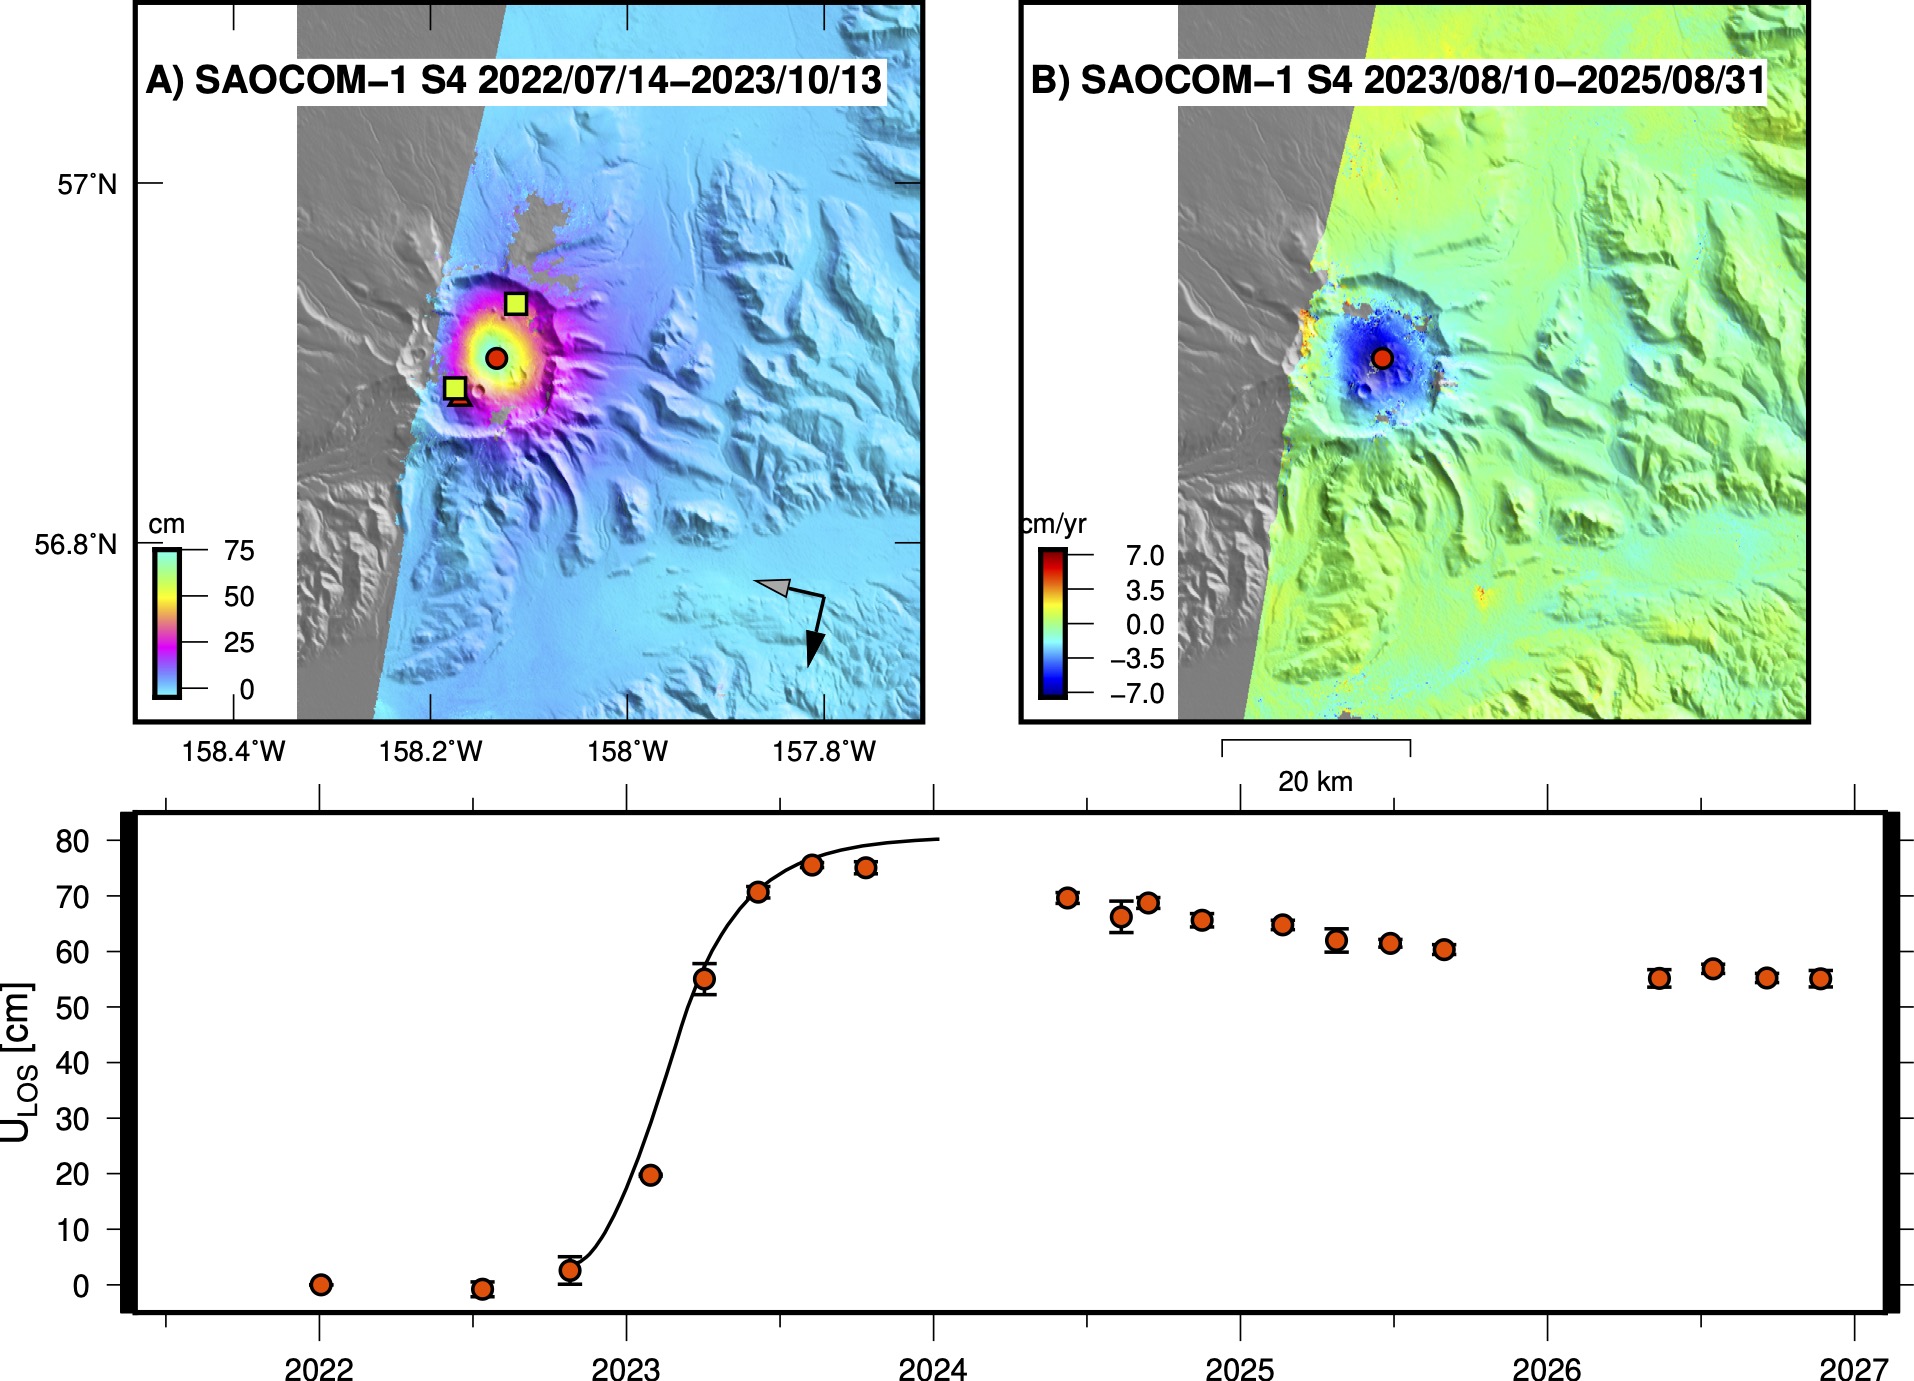 A) SAOCOM−1 S4 2022/07/14−2023/10/13
B) SAOCOM−1 S4 2023/08/10−2025/08/31
57˚N
56.8˚N
cm
75
50
25
0
cm/yr
7.0
3.5
0.0
−3.5
−7.0
158.4˚W
158.2˚W
158˚W
157.8˚W
20 km
80
70
60
50
40
30
20
10
0
U_LOS [cm]
2022
2023
2024
2025
2026
2027